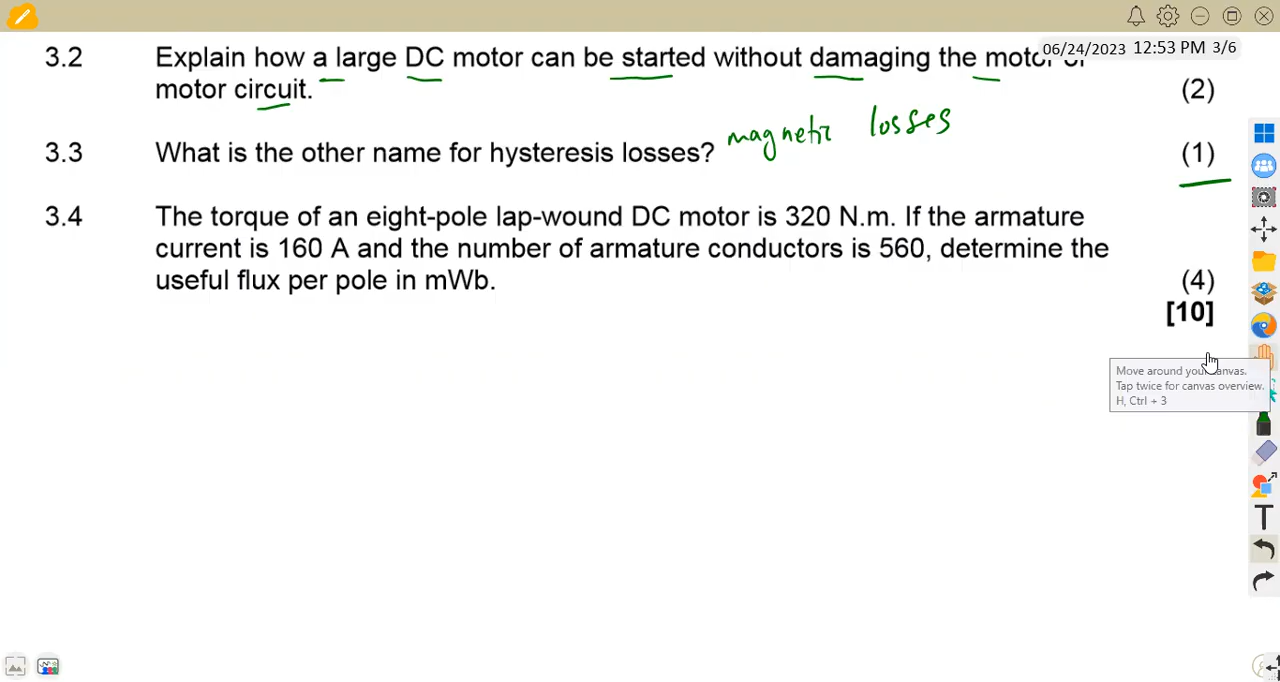 06/24/2023 12:53 PM 3/6
3.2 Explain how a large DC motor can be started without damaging the motor or
motor circuit. (2)
magnetic losses
3.3 What is the other name for hysteresis losses? (1)
3.4 The torque of an eight-pole lap-wound DC motor is 320 N.m. If the armature
current is 160 A and the number of armature conductors is 560, determine the
useful flux per pole in mWb. (4)
[10]
Move around your canvas.
Tap twice for canvas overview.
H, Ctrl + 3
T